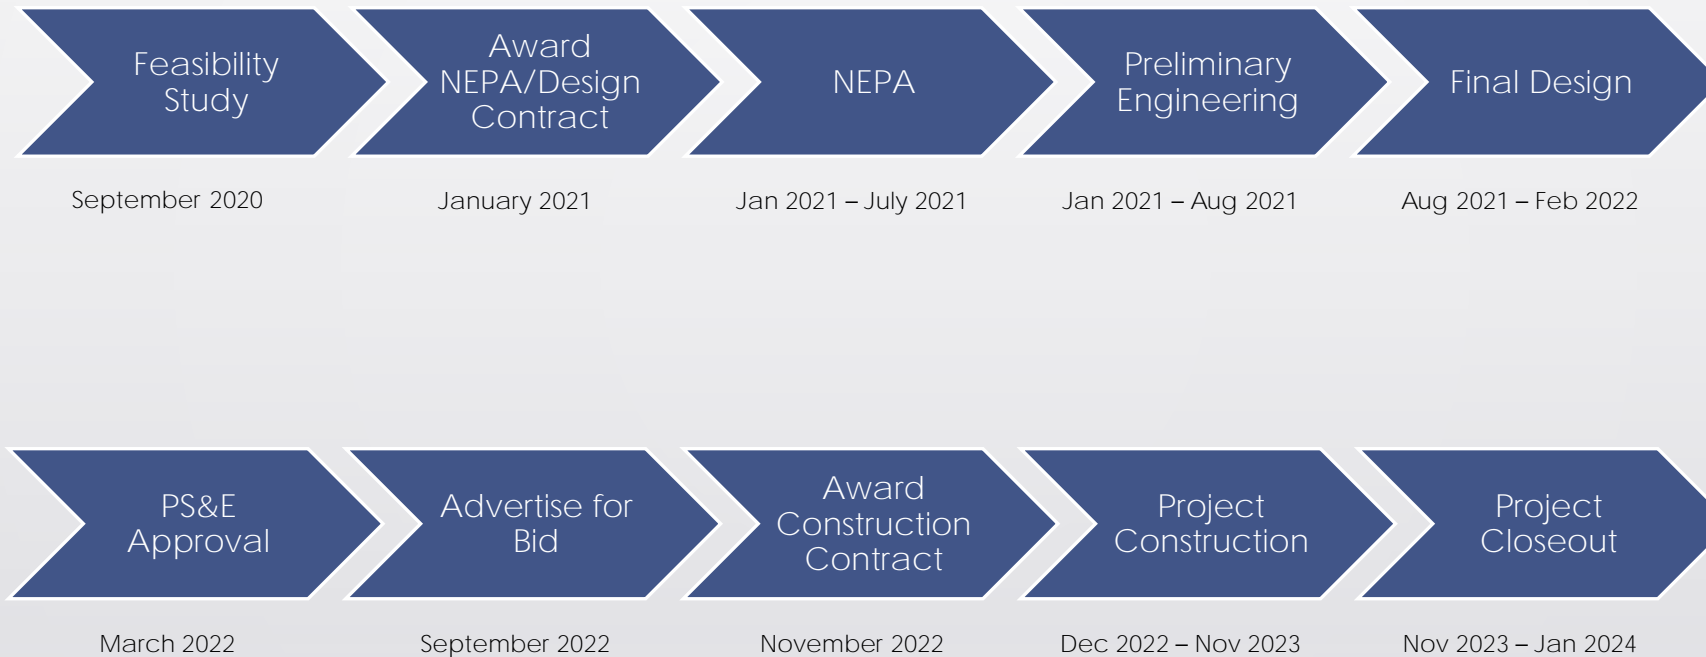 Feasibility
Study
Award
NEPA/Design
Contract
NEPA
Preliminary
Engineering
Final Design
September 2020
January 2021
Jan 2021 – July 2021
Jan 2021 – Aug 2021
Aug 2021 – Feb 2022
PS&E
Approval
Advertise for
Bid
Award
Construction
Contract
Project
Construction
Project
Closeout
March 2022
September 2022
November 2022
Dec 2022 – Nov 2023
Nov 2023 – Jan 2024